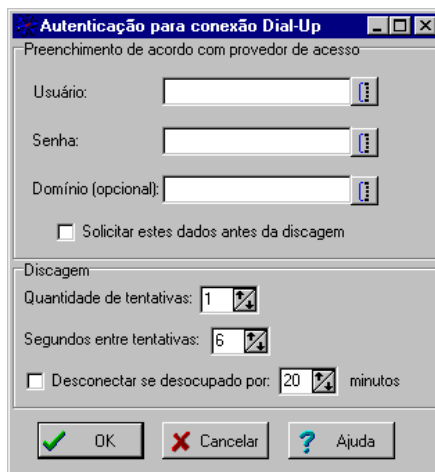 Autenticação para conexão Dial-Up
Preenchimento de acordo com provedor de acesso
Usuário:
Senha:
Domínio (opcional):
Solicitar estes dados antes da discagem
Discagem
Quantidade de tentativas: 1
Segundos entre tentativas: 6
Desconectar se desocupado por: 20 minutos
OK Cancelar ? Ajuda